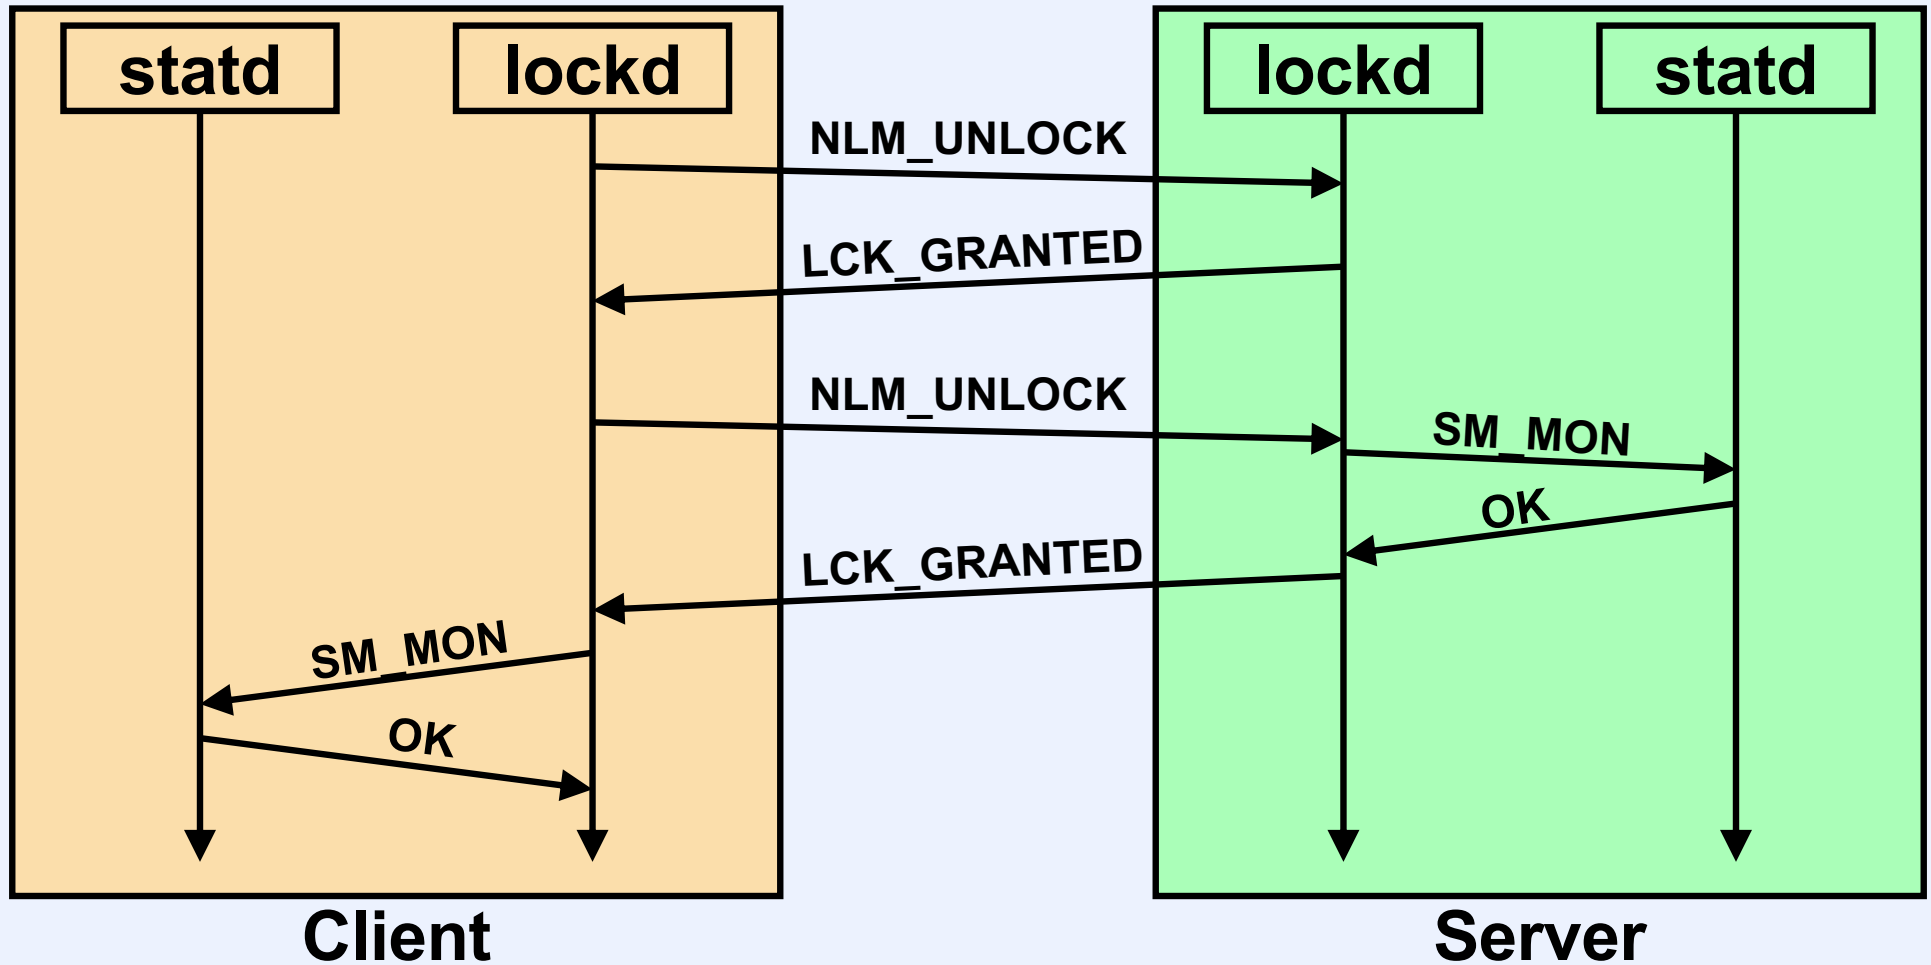 statd
lockd
lockd
statd
NLM_UNLOCK
LCK_GRANTED
NLM_UNLOCK
SM_MON
OK
LCK_GRANTED
SM_MON
OK
Client
Server